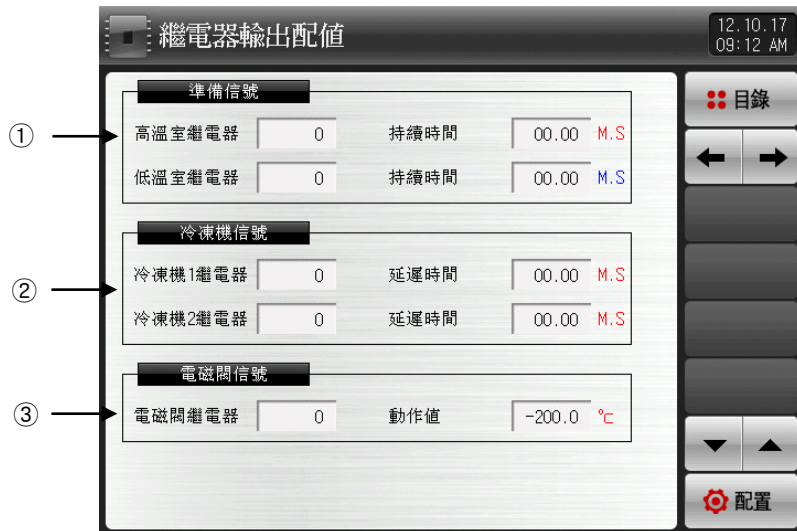 繼電器輸出配値
12.10.17
09:12 AM
準備信號
① 高溫室繼電器 0 持續時間 00.00 M.S
低溫室繼電器 0 持續時間 00.00 M.S
冷凍機信號
② 冷凍機1繼電器 0 延遲時間 00.00 M.S
冷凍機2繼電器 0 延遲時間 00.00 M.S
電磁閥信號
③ 電磁閥繼電器 0 動作値 -200.0 ℃
目錄
配置